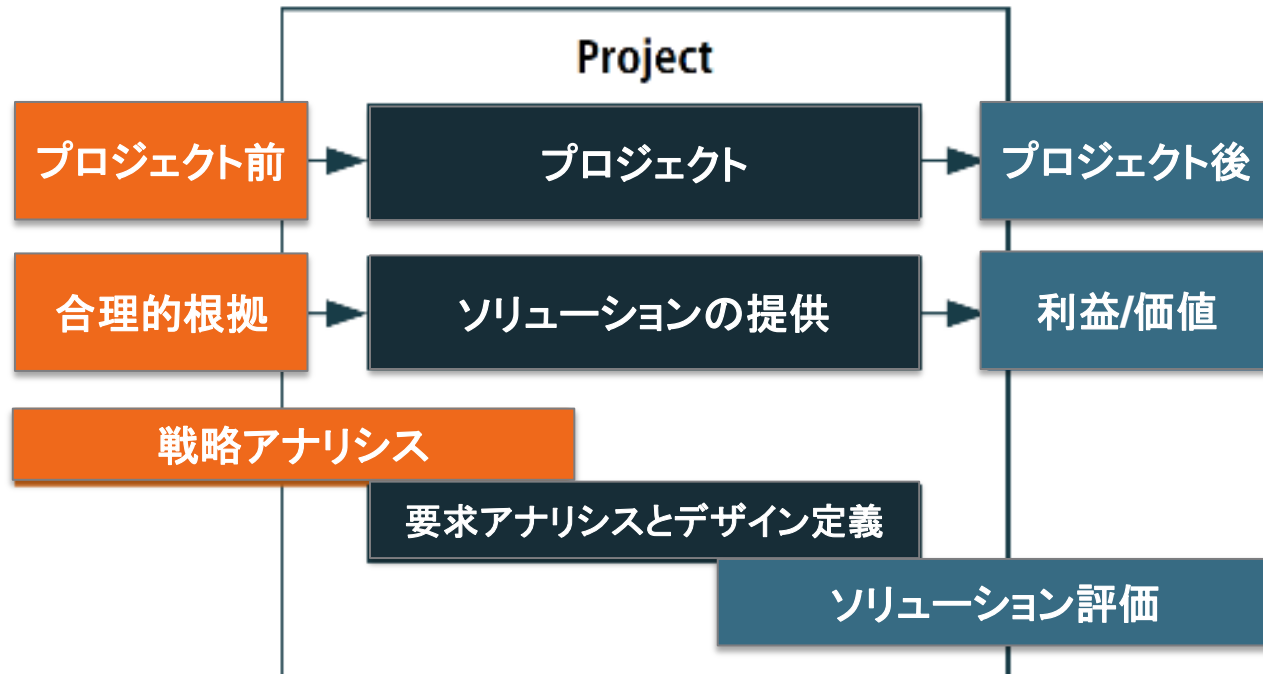 Project
プロジェクト前
プロジェクト
プロジェクト後
合理的根拠
ソリューションの提供
利益/価値
戦略アナリシス
要求アナリシスとデザイン定義
ソリューション評価